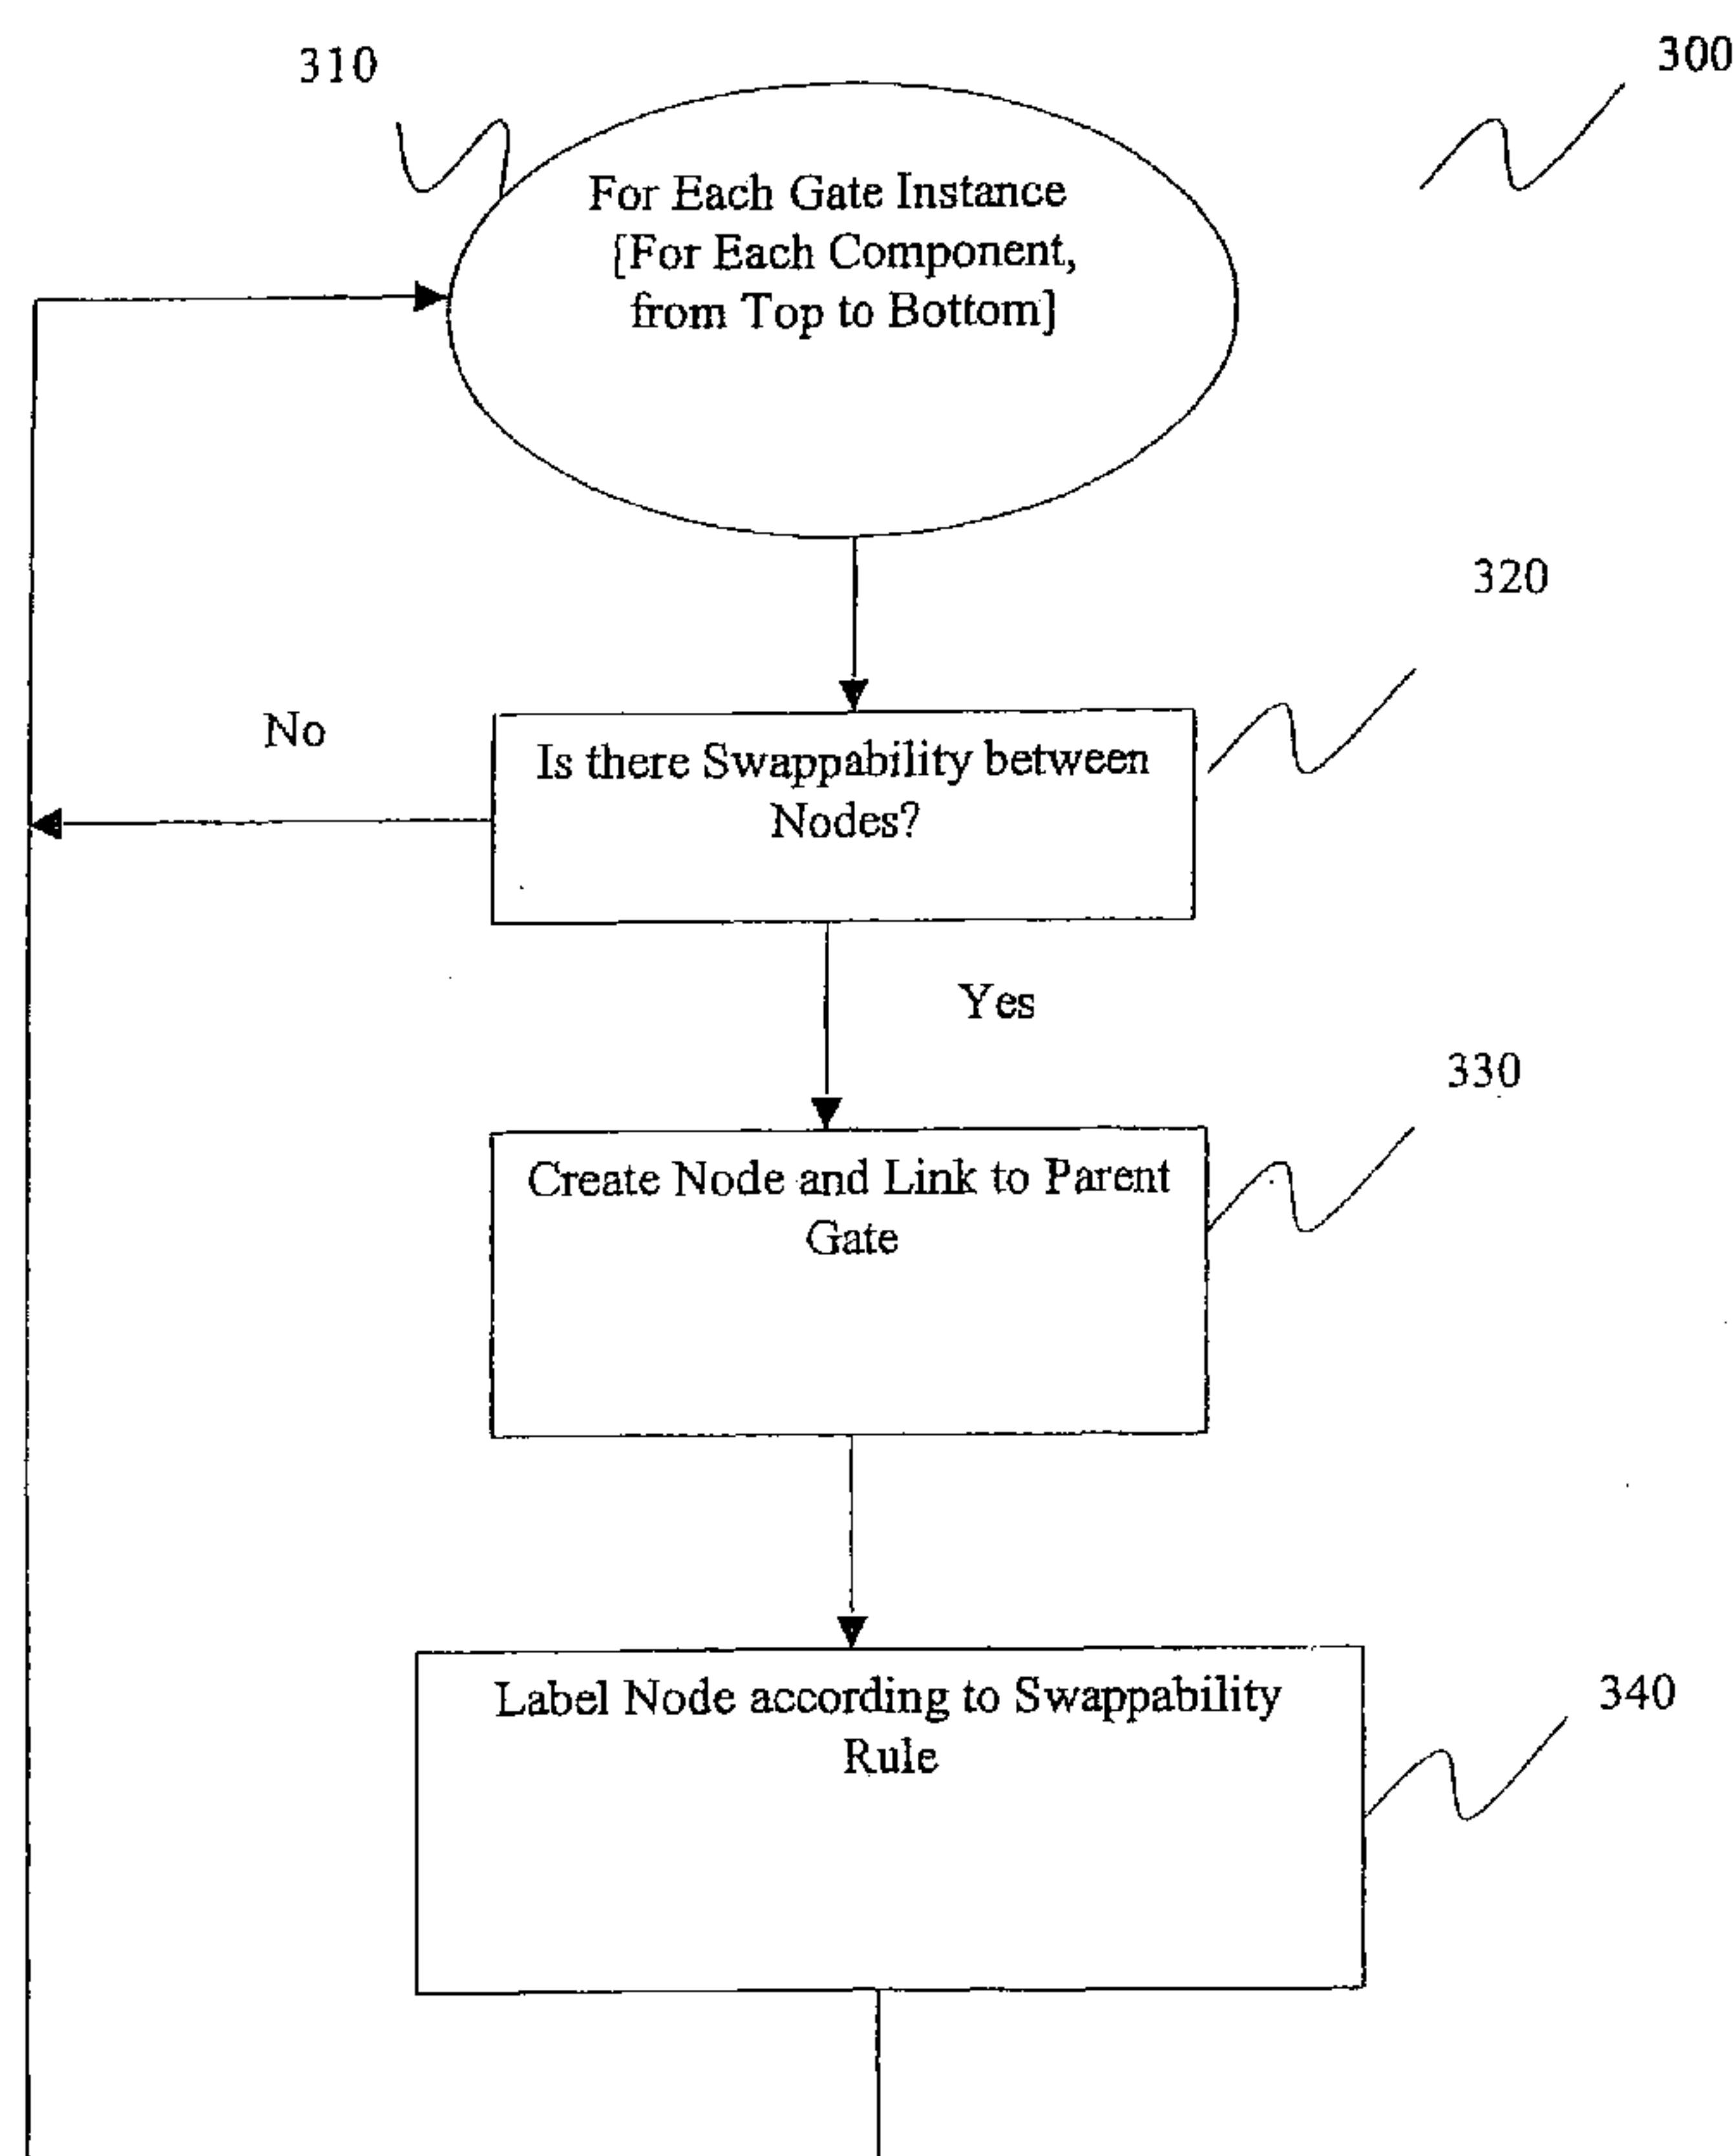 310
300
For Each Gate Instance
[For Each Component,
from Top to Bottom]
320
No
Is there Swappability between
Nodes?
Yes
330
Create Node and Link to Parent
Gate
340
Label Node according to Swappability
Rule